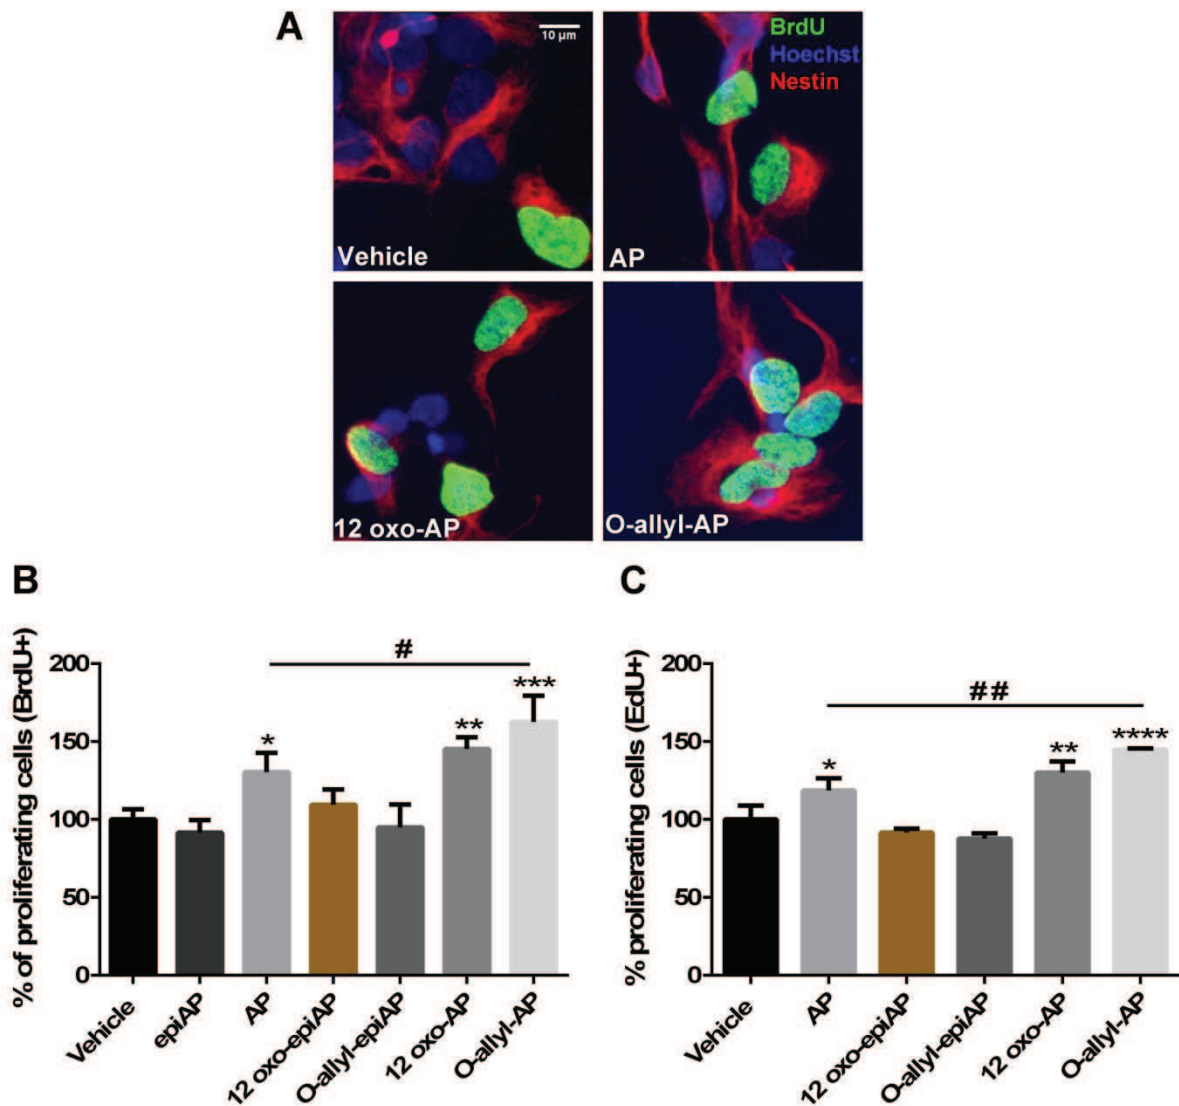 A
10 µm
BrdU
Hoechst
Nestin
Vehicle
AP
12 oxo-AP
O-allyl-AP
B
% of proliferating cells (BrdU+)
200
150
100
50
0
#
*
**
***
Vehicle
epiAP
AP
12 oxo-epiAP
O-allyl-epiAP
12 oxo-AP
O-allyl-AP
C
% proliferating cells (EdU+)
200
150
100
50
0
##
*
**
****
Vehicle
AP
12 oxo-epiAP
O-allyl-epiAP
12 oxo-AP
O-allyl-AP